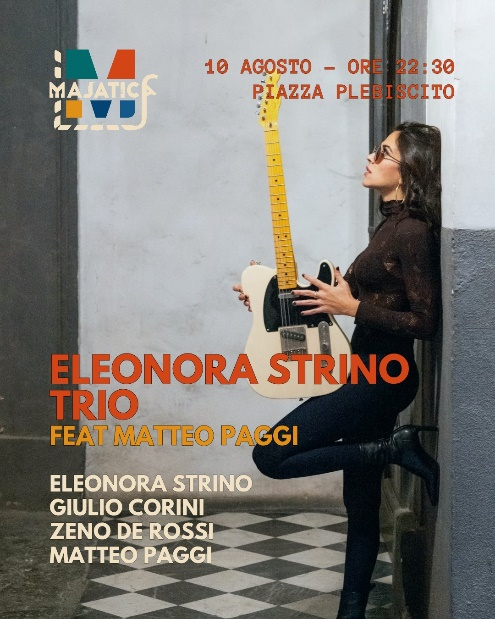 MAJATICA
10 AGOSTO – ORE 22:30
PIAZZA PLEBISCITO
ELEONORA STRINO
TRIO
FEAT MATTEO PAGGI
ELEONORA STRINO
GIULIO CORINI
ZENO DE ROSSI
MATTEO PAGGI